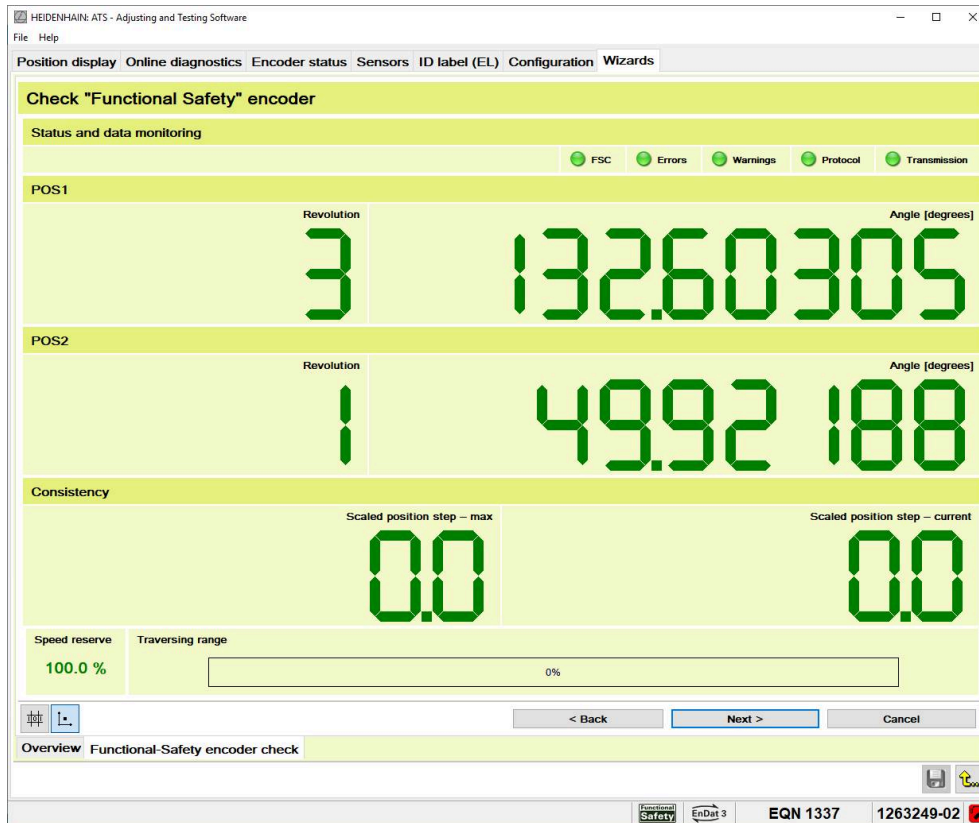 HEIDENHAIN: ATS - Adjusting and Testing Software
File Help
Position display Online diagnostics Encoder status Sensors ID label (EL) Configuration Wizards
Check "Functional Safety" encoder
Status and data monitoring
FSC Errors Warnings Protocol Transmission
POS1
Revolution Angle [degrees]
3 132.60305
POS2
Revolution Angle [degrees]
1 49.92188
Consistency
Scaled position step – max Scaled position step – current
0.0 0.0
Speed reserve Traversing range
100.0 % 0%
< Back Next > Cancel
Overview Functional-Safety encoder check
Functional Safety EnDat 3 EQN 1337 1263249-02